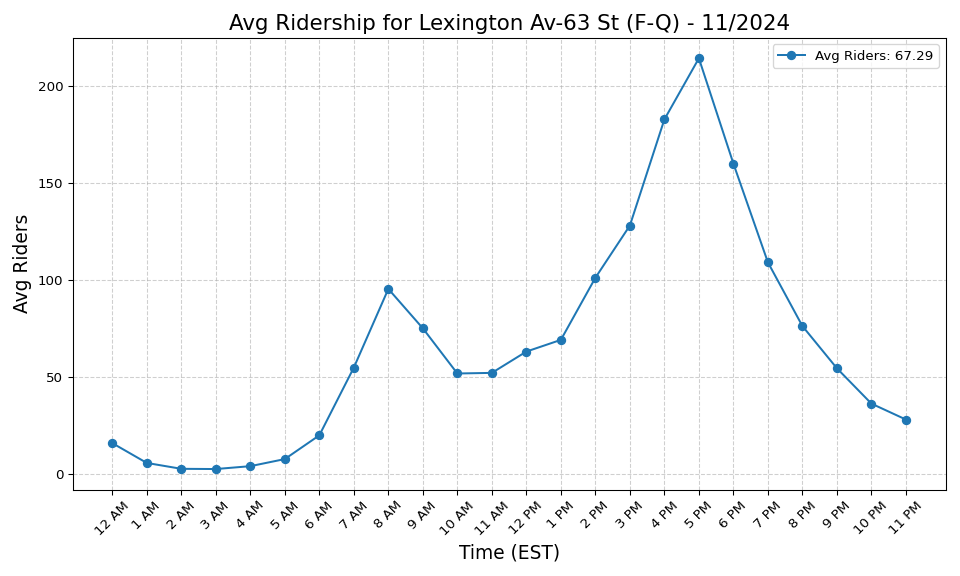 Avg Ridership for Lexington Av-63 St (F-Q) - 11/2024
Avg Riders: 67.29
Avg Riders
200
150
100
50
0
12 AM
1 AM
2 AM
3 AM
4 AM
5 AM
6 AM
7 AM
8 AM
9 AM
10 AM
11 AM
12 PM
1 PM
2 PM
3 PM
4 PM
5 PM
6 PM
7 PM
8 PM
9 PM
10 PM
11 PM
Time (EST)